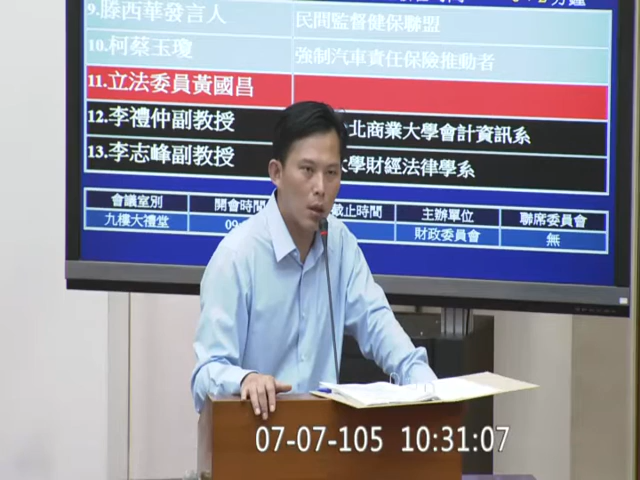 9.滕西華發言人 民間監督健保聯盟
10.柯蔡玉瓊 強制汽車責任保險推動者
11.立法委員黃國昌
12.李禮仲副教授 北商業大學會計資訊系
13.李志峰副教授 大學財經法律學系
會議室別 開會時間 截止時間 主辦單位 聯席委員會
九樓大禮堂 09 財政委員會 無
07-07-105 10:31:07